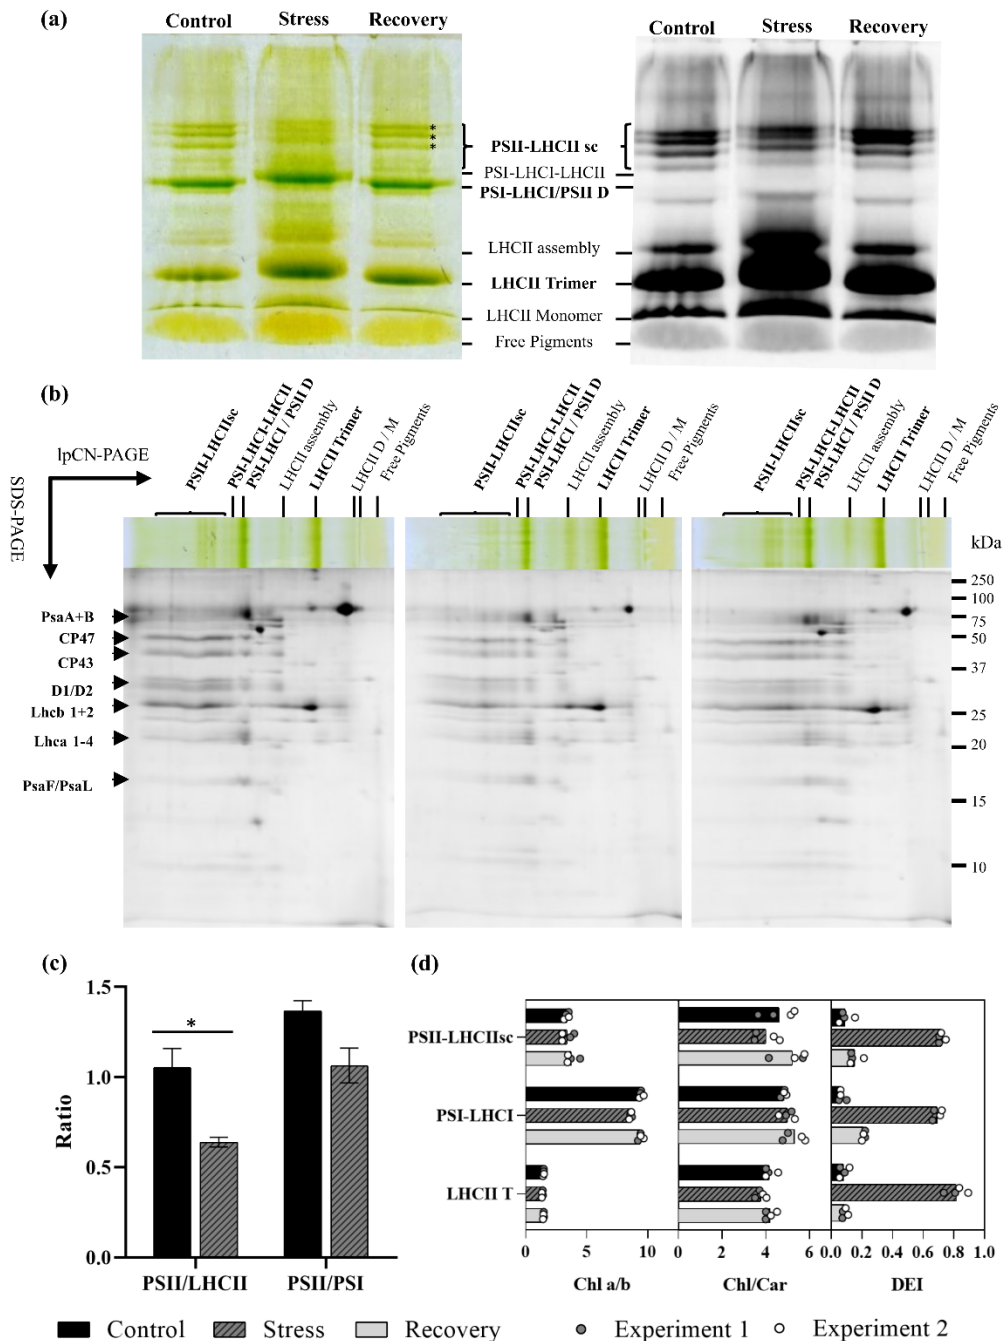 (a)
Control Stress Recovery
Control Stress Recovery
*
*
*
PSII-LHCII sc
PSI-LHCI-LHCII
PSI-LHCI/PSII D
LHCII assembly
LHCII Trimer
LHCII Monomer
Free Pigments
(b)
lpCN-PAGE
SDS-PAGE
PSII-LHCIIsc
PSI-LHCI-LHCII
PSI-LHCI / PSII D
LHCII assembly
LHCII Trimer
LHCII D / M
Free Pigments
PSII-LHCIIsc
PSI-LHCI-LHCII
PSI-LHCI / PSII D
LHCII assembly
LHCII Trimer
LHCII D / M
Free Pigments
PSII-LHCIIsc
PSI-LHCI-LHCII
PSI-LHCI / PSII D
LHCII assembly
LHCII Trimer
LHCII D / M
Free Pigments
kDa
250
100
75
50
37
25
20
15
10
PsaA+B
CP47
CP43
D1/D2
Lhcb 1+2
Lhca 1-4
PsaF/PsaL
(c)
Ratio
1.5
1.0
0.5
0.0
*
PSII/LHCII PSII/PSI
(d)
PSII-LHCIIsc
PSI-LHCI
LHCII T
0 5 10
Chl a/b
0 2 4 6
Chl/Car
0.0 0.2 0.4 0.6 0.8 1.0
DEI
Control Stress Recovery Experiment 1 Experiment 2